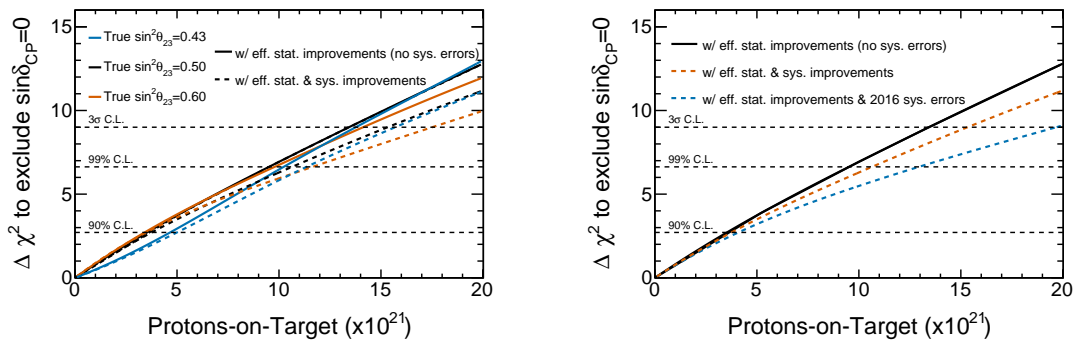 Δ χ² to exclude sinδ_CP=0
15
10
5
0
True sin²θ₂₃=0.43
True sin²θ₂₃=0.50
True sin²θ₂₃=0.60
w/ eff. stat. improvements (no sys. errors)
w/ eff. stat. & sys. improvements
3σ C.L.
99% C.L.
90% C.L.
0 5 10 15 20
Protons-on-Target (x10²¹)
Δ χ² to exclude sinδ_CP=0
15
10
5
0
w/ eff. stat. improvements (no sys. errors)
w/ eff. stat. & sys. improvements
w/ eff. stat. improvements & 2016 sys. errors
3σ C.L.
99% C.L.
90% C.L.
0 5 10 15 20
Protons-on-Target (x10²¹)